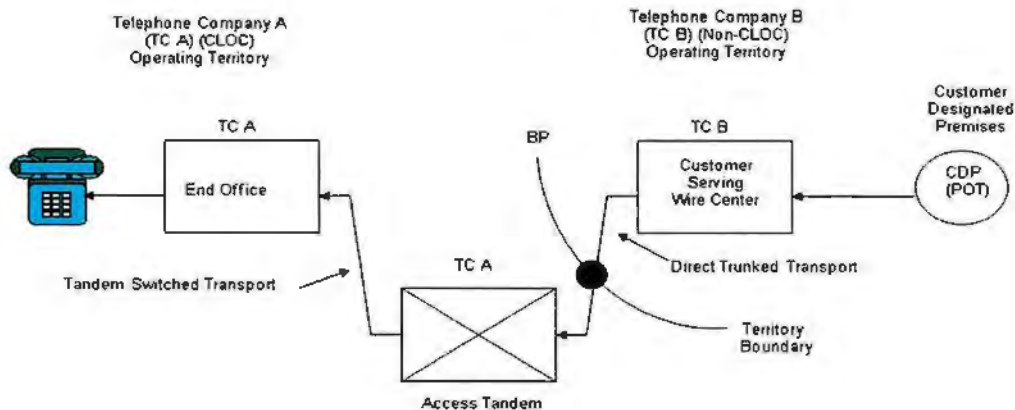 Telephone Company A
(TC A) (CLOC)
Operating Territory
Telephone Company B
(TC B) (Non-CLOC)
Operating Territory
Customer
Designated
Premises
TC A
End Office
BP
TC B
Customer
Serving
Wire Center
CDP
(POT)
Tandem Switched Transport
TC A
Direct Trunked Transport
Territory
Boundary
Access Tandem